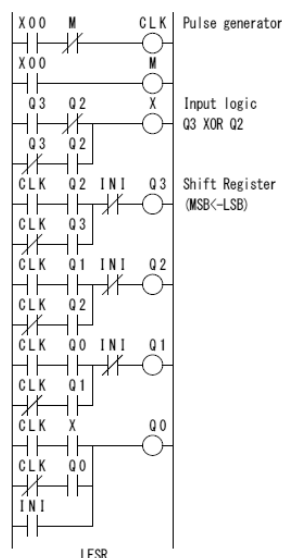 X00 M CLK Pulse generator
X00 M
Q3 Q2 X Input logic
Q3 Q2 Q3 XOR Q2
CLK Q2 INI Q3 Shift Register
(MSB<-LSB)
CLK Q3
CLK Q1 INI Q2
CLK Q2
CLK Q0 INI Q1
CLK Q1
CLK X Q0
CLK Q0
INI
LFSR